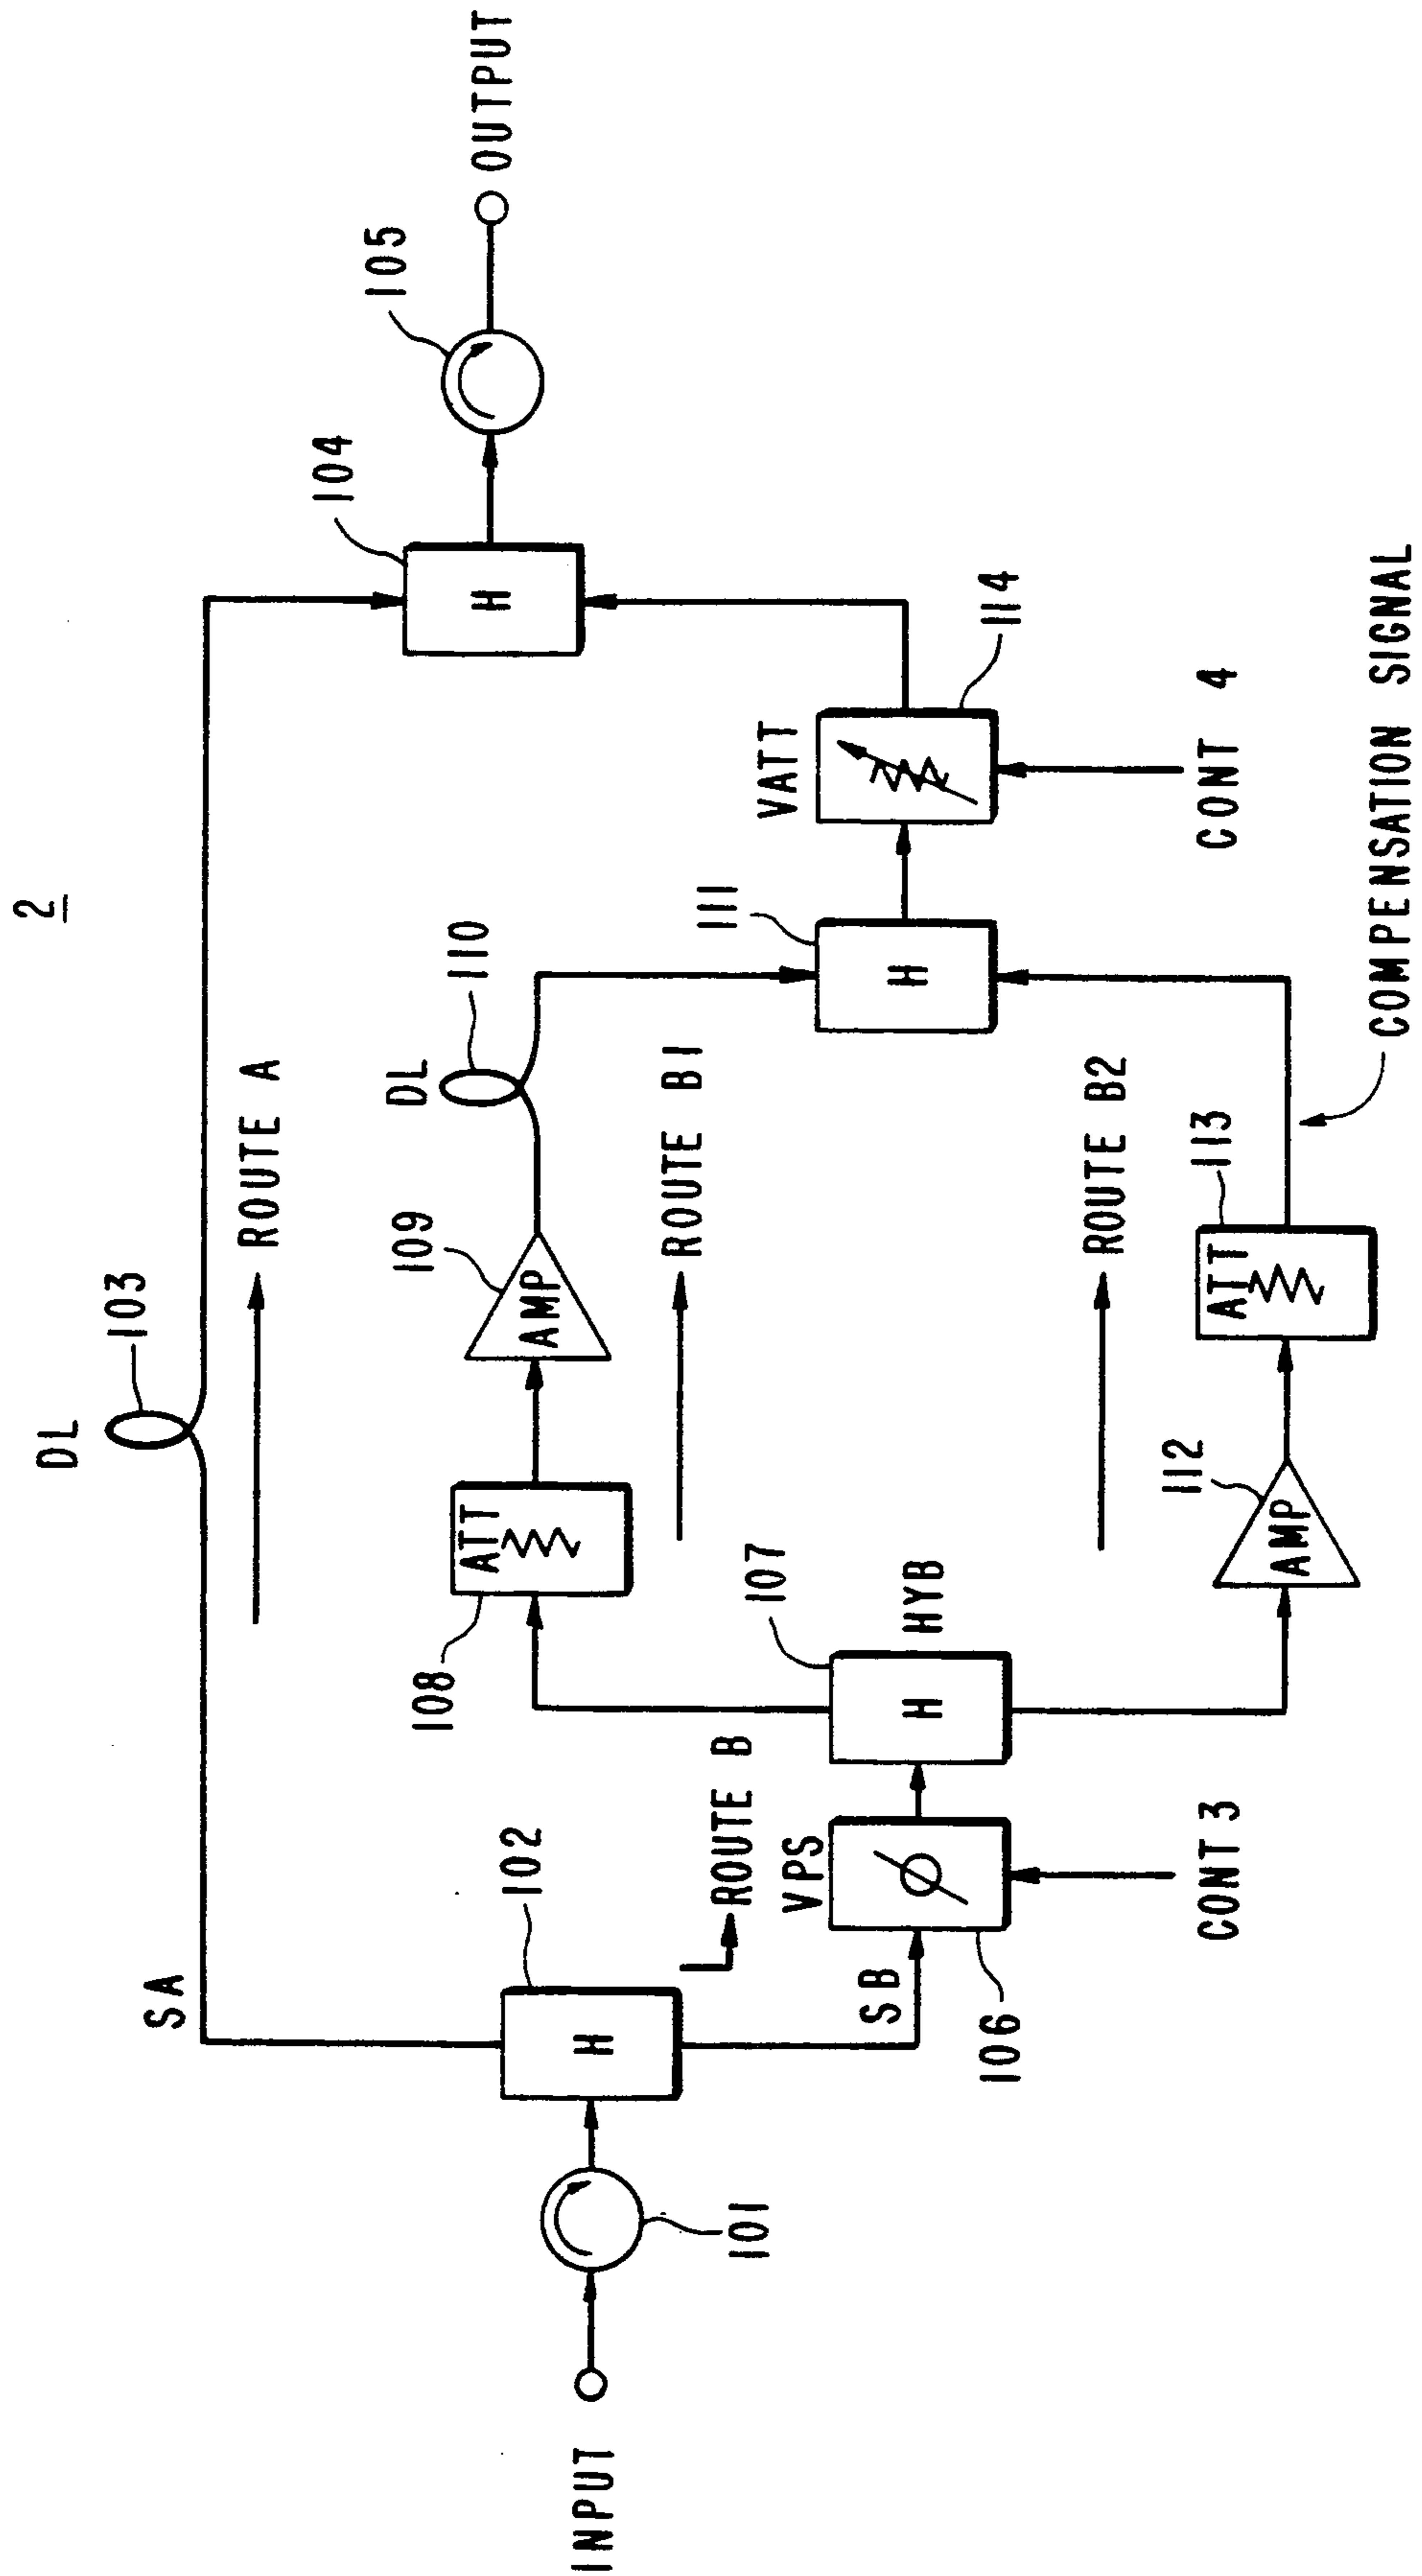 2
DL
103
SA
ROUTE A
102
H
INPUT
101
ROUTE B
SB
VPS
106
CONT 3
107
HYB
H
108
ATT
109
AMP
DL
110
ROUTE B1
ROUTE B2
112
AMP
113
ATT
COMPENSATION SIGNAL
111
H
VATT
114
CONT 4
104
H
105
OUTPUT